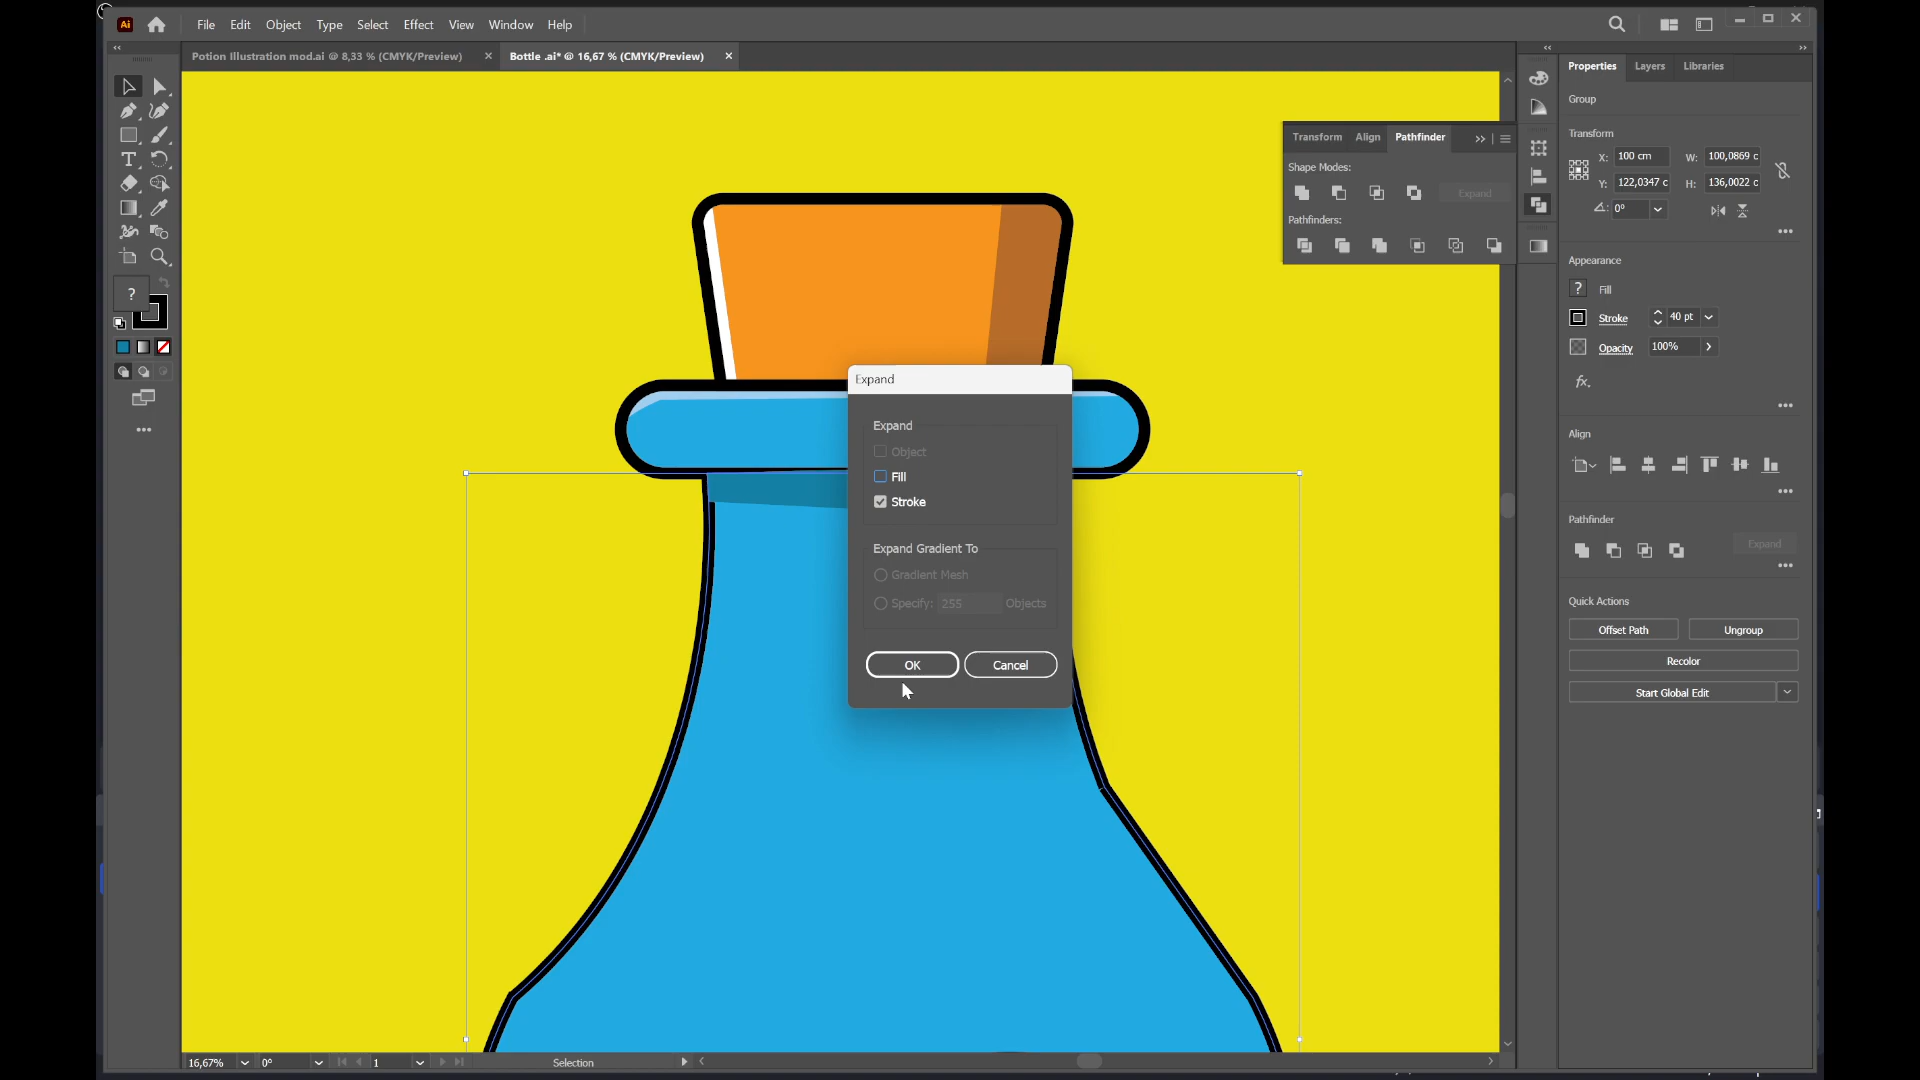 Ai File Edit Object Type Select Effect View Window Help
Potion Illustration mod.ai @ 8,33 % (CMYK/Preview) Bottle .ai* @ 16,67 % (CMYK/Preview)
Properties Layers Libraries
Group
Transform
X: 100 cm W: 100,0869 c
Y: 122,0347 c H: 136,0022 c
0°
Appearance
? Fill
Stroke 40 pt
Opacity 100%
fx.
Align
Pathfinder
Expand
Quick Actions
Offset Path Ungroup
Recolor
Start Global Edit
Transform Align Pathfinder
Shape Modes:
Expand
Pathfinders:
T
?
Expand
Expand
Object
Fill
Stroke
Expand Gradient To
Gradient Mesh
Specify: 255 Objects
OK Cancel
16,67% 0° 1 Selection